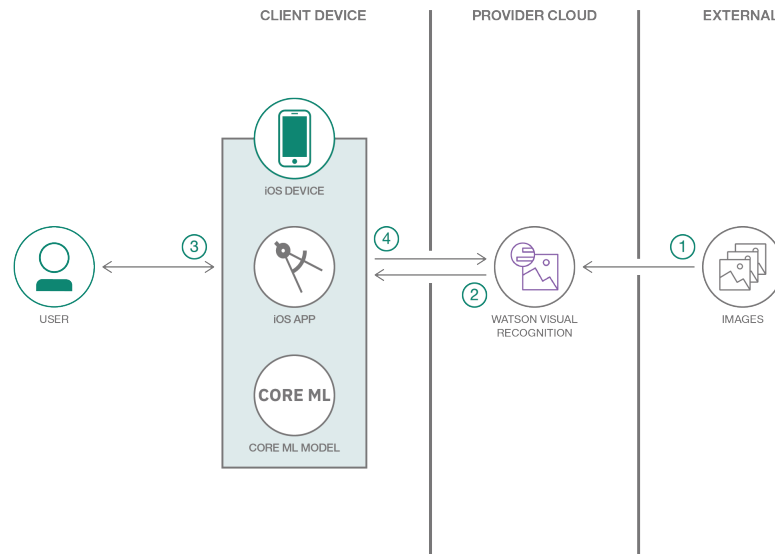 CLIENT DEVICE
PROVIDER CLOUD
EXTERNAL
iOS DEVICE
3
4
1
2
USER
iOS APP
WATSON VISUAL
RECOGNITION
IMAGES
CORE ML
CORE ML MODEL